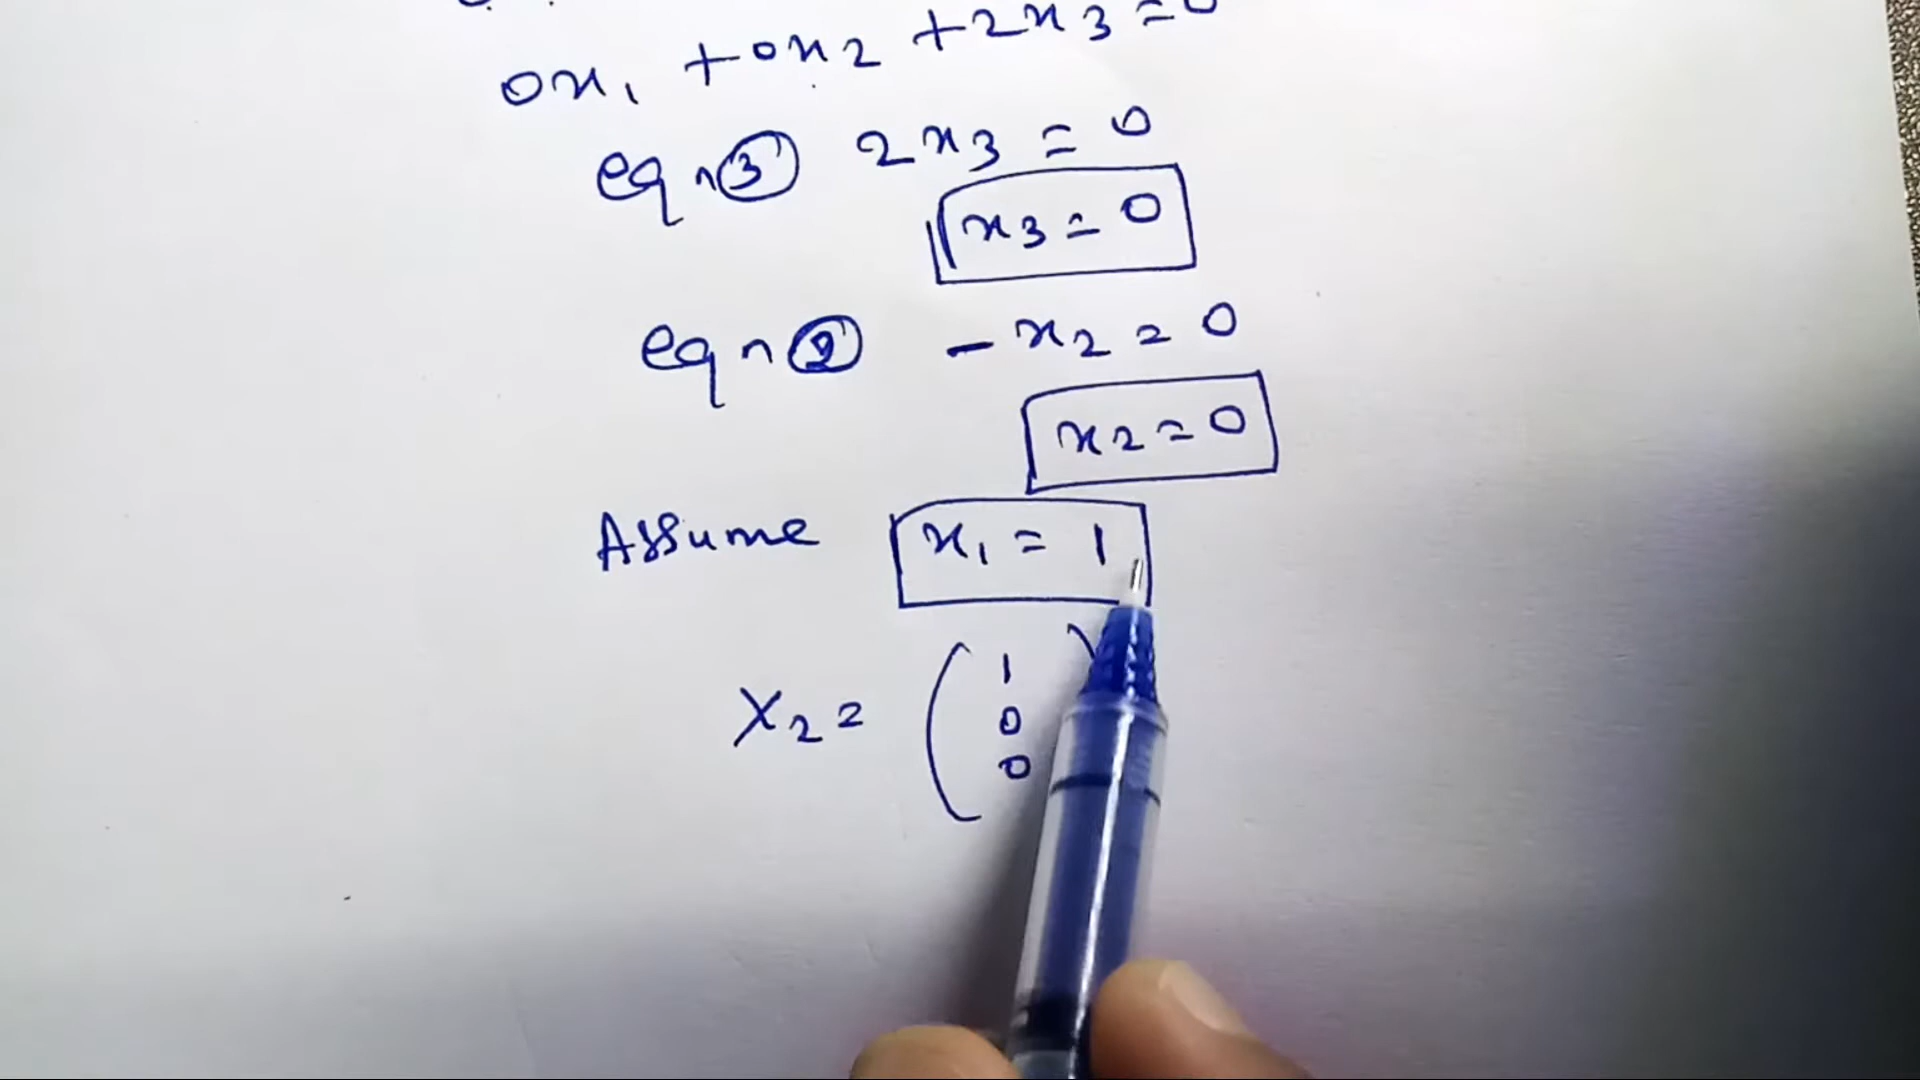 0x₁ + 0x₂ + 2x₃ = 0
eqn ③ 2x₃ = 0
x₃ = 0
eqn ② - x₂ = 0
x₂ = 0
Assume x₁ = 1
X₂ = ( 1
0
0